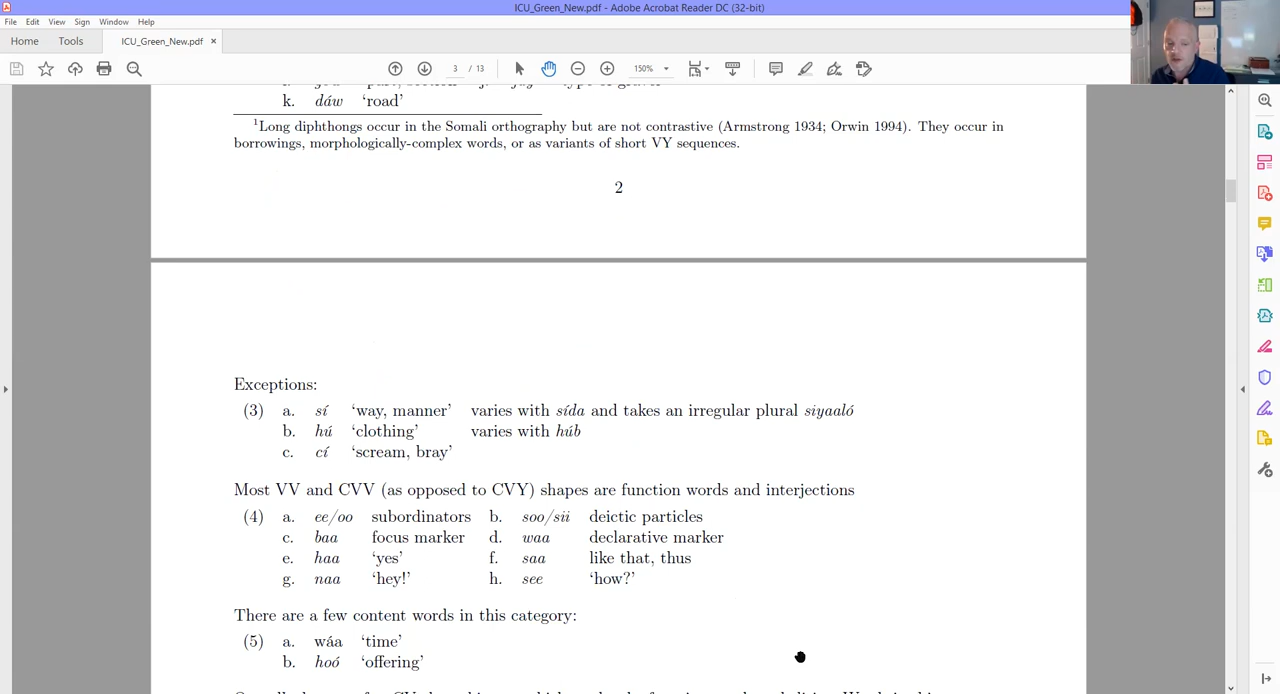 ICU_Green_New.pdf - Adobe Acrobat Reader DC (32-bit)
File Edit View Sign Window Help
Home Tools ICU_Green_New.pdf ×
3 / 13 150%
k. dáw ‘road’
1Long diphthongs occur in the Somali orthography but are not contrastive (Armstrong 1934; Orwin 1994). They occur in
borrowings, morphologically-complex words, or as variants of short VY sequences.
2
Exceptions:
(3) a. sí ‘way, manner’ varies with sída and takes an irregular plural siyaaló
b. hú ‘clothing’ varies with húb
c. cí ‘scream, bray’
Most VV and CVV (as opposed to CVY) shapes are function words and interjections
(4) a. ee/oo subordinators b. soo/sii deictic particles
c. baa focus marker d. waa declarative marker
e. haa ‘yes’ f. saa like that, thus
g. naa ‘hey!’ h. see ‘how?’
There are a few content words in this category:
(5) a. wáa ‘time’
b. hoó ‘offering’